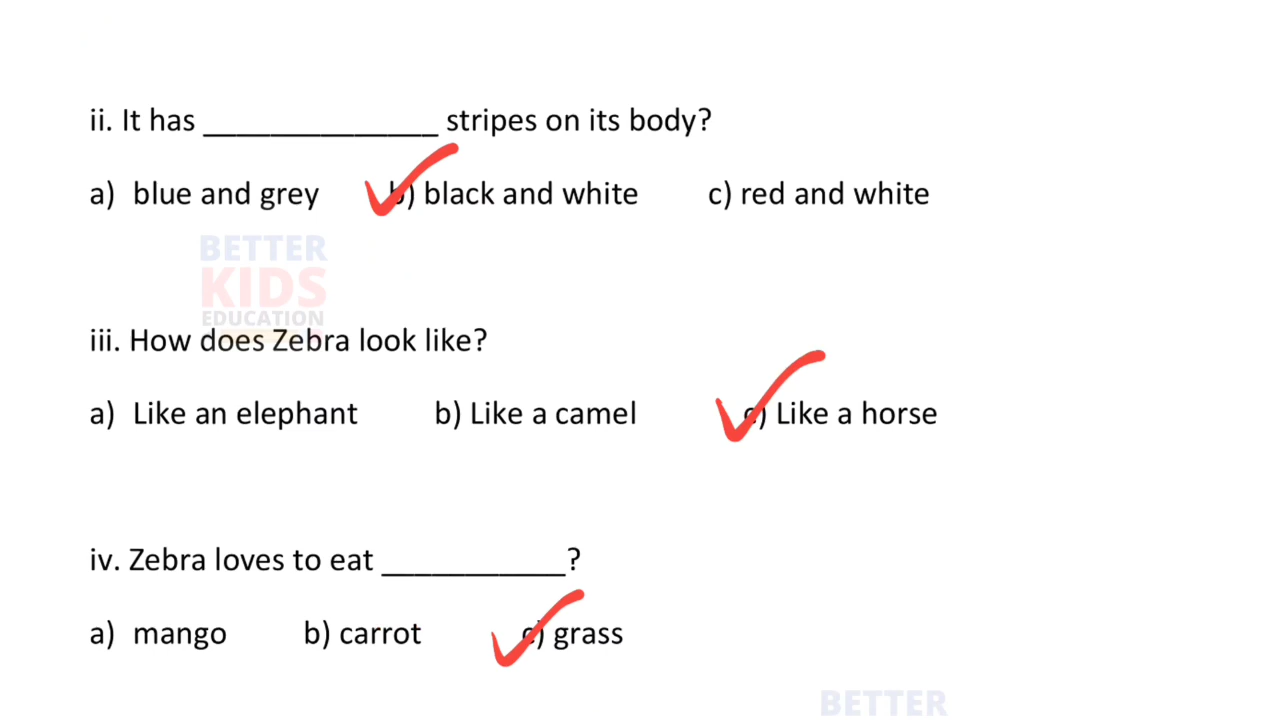 ii. It has ______________ stripes on its body?
a) blue and grey b) black and white c) red and white
BETTER
KIDS
EDUCATION
iii. How does Zebra look like?
a) Like an elephant b) Like a camel c) Like a horse
iv. Zebra loves to eat ___________?
a) mango b) carrot c) grass
BETTER